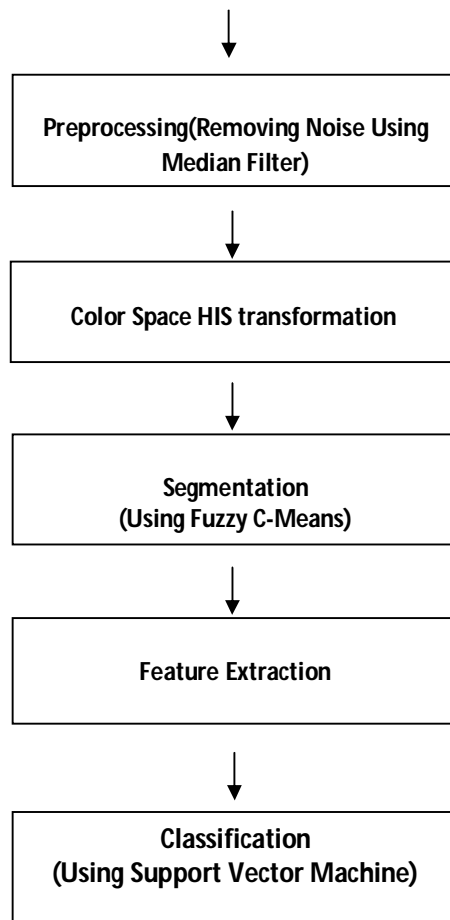 Preprocessing(Removing Noise Using
Median Filter)
Color Space HIS transformation
Segmentation
(Using Fuzzy C-Means)
Feature Extraction
Classification
(Using Support Vector Machine)